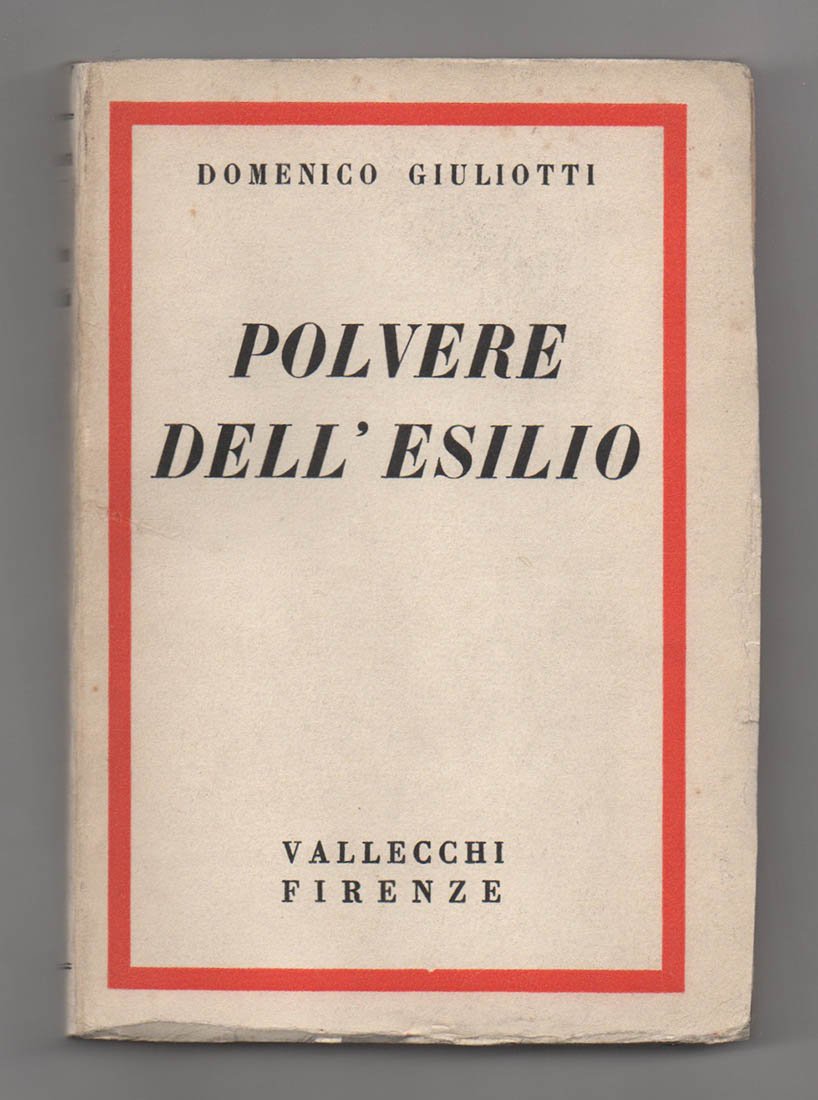 DOMENICO GIULIOTTI
POLVERE
DELL'ESILIO
VALLECCHI
FIRENZE